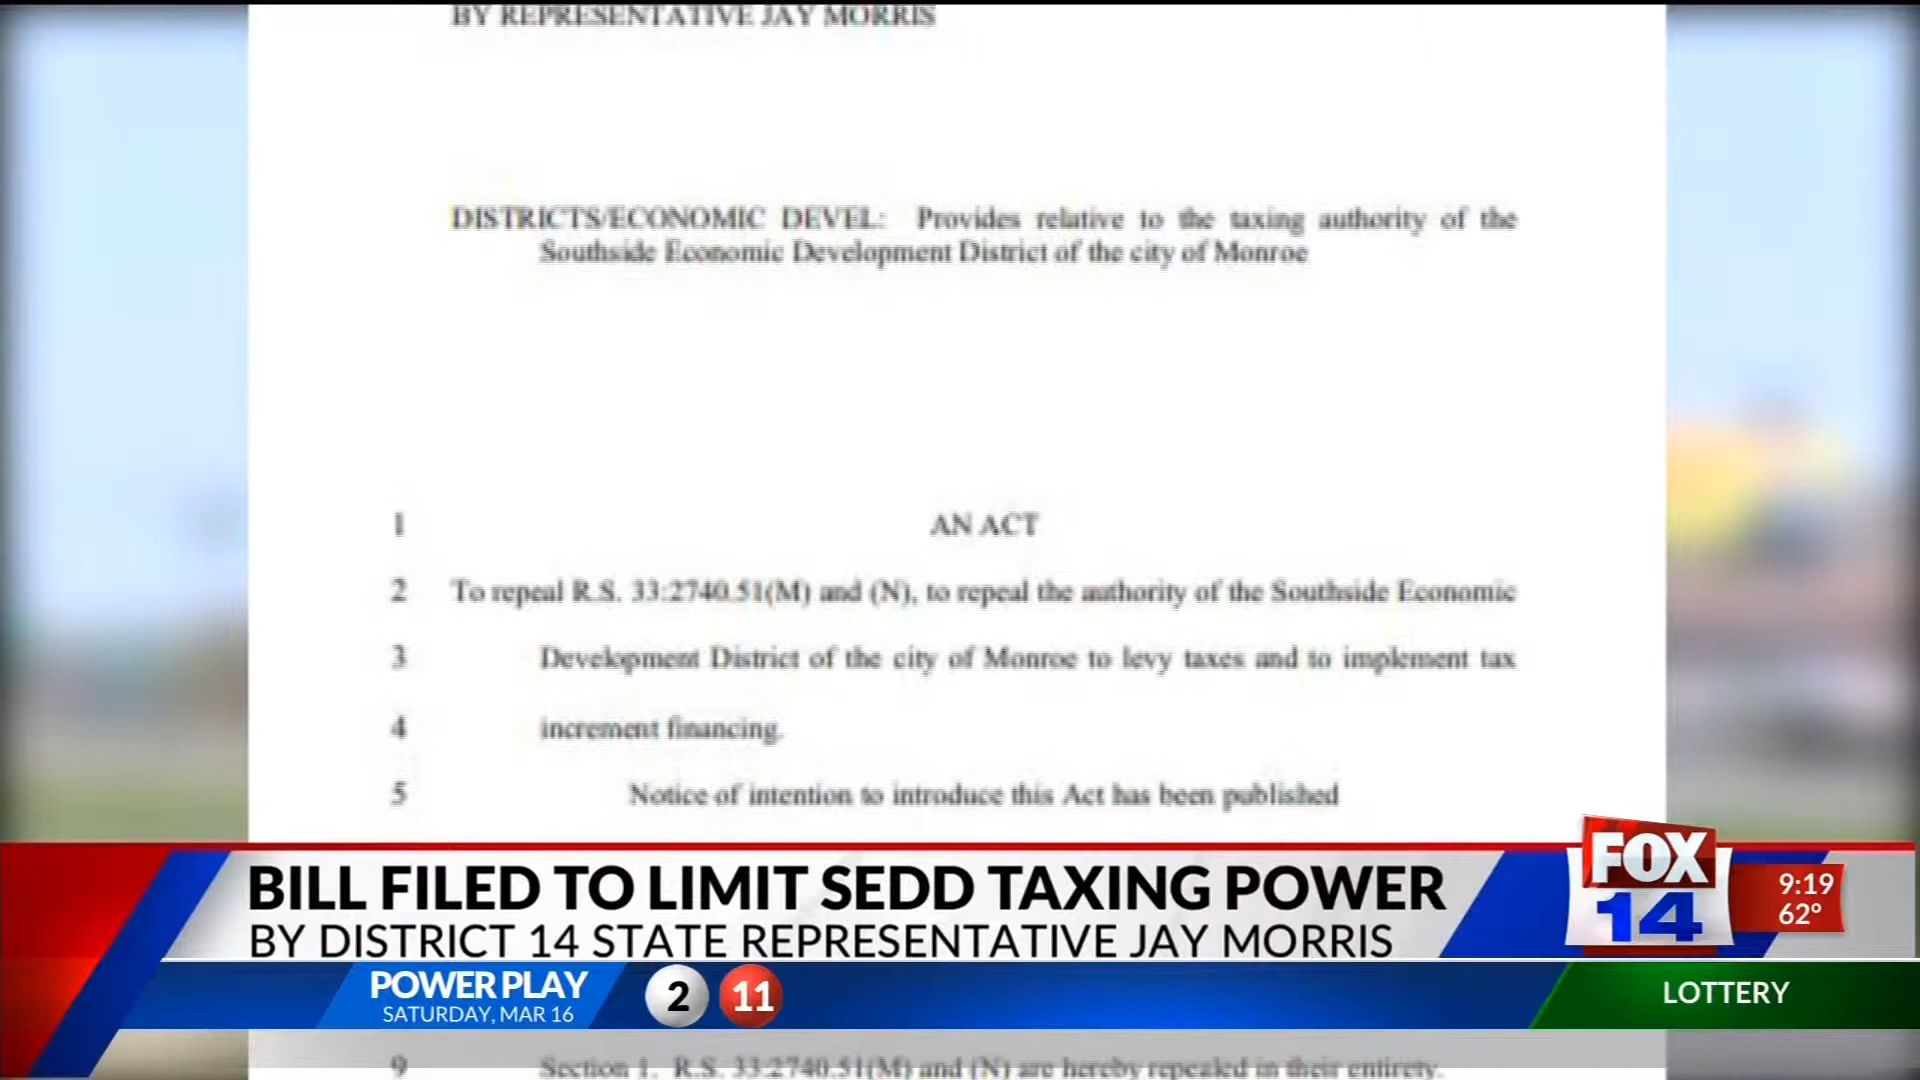 BY REPRESENTATIVE JAY MORRIS
DISTRICTS/ECONOMIC DEVEL: Provides relative to the taxing authority of the
Southside Economic Development District of the city of Monroe
1 AN ACT
2 To repeal R.S. 33:2740.51(M) and (N), to repeal the authority of the Southside Economic
3 Development District of the city of Monroe to levy taxes and to implement tax
4 increment financing.
5 Notice of intention to introduce this Act has been published
BILL FILED TO LIMIT SEDD TAXING POWER
BY DISTRICT 14 STATE REPRESENTATIVE JAY MORRIS
FOX
14
9:19
62°
POWER PLAY
SATURDAY, MAR 16
2 11
LOTTERY
9 Section 1. R.S. 33:2740.51(M) and (N) are hereby repealed in their entirety.